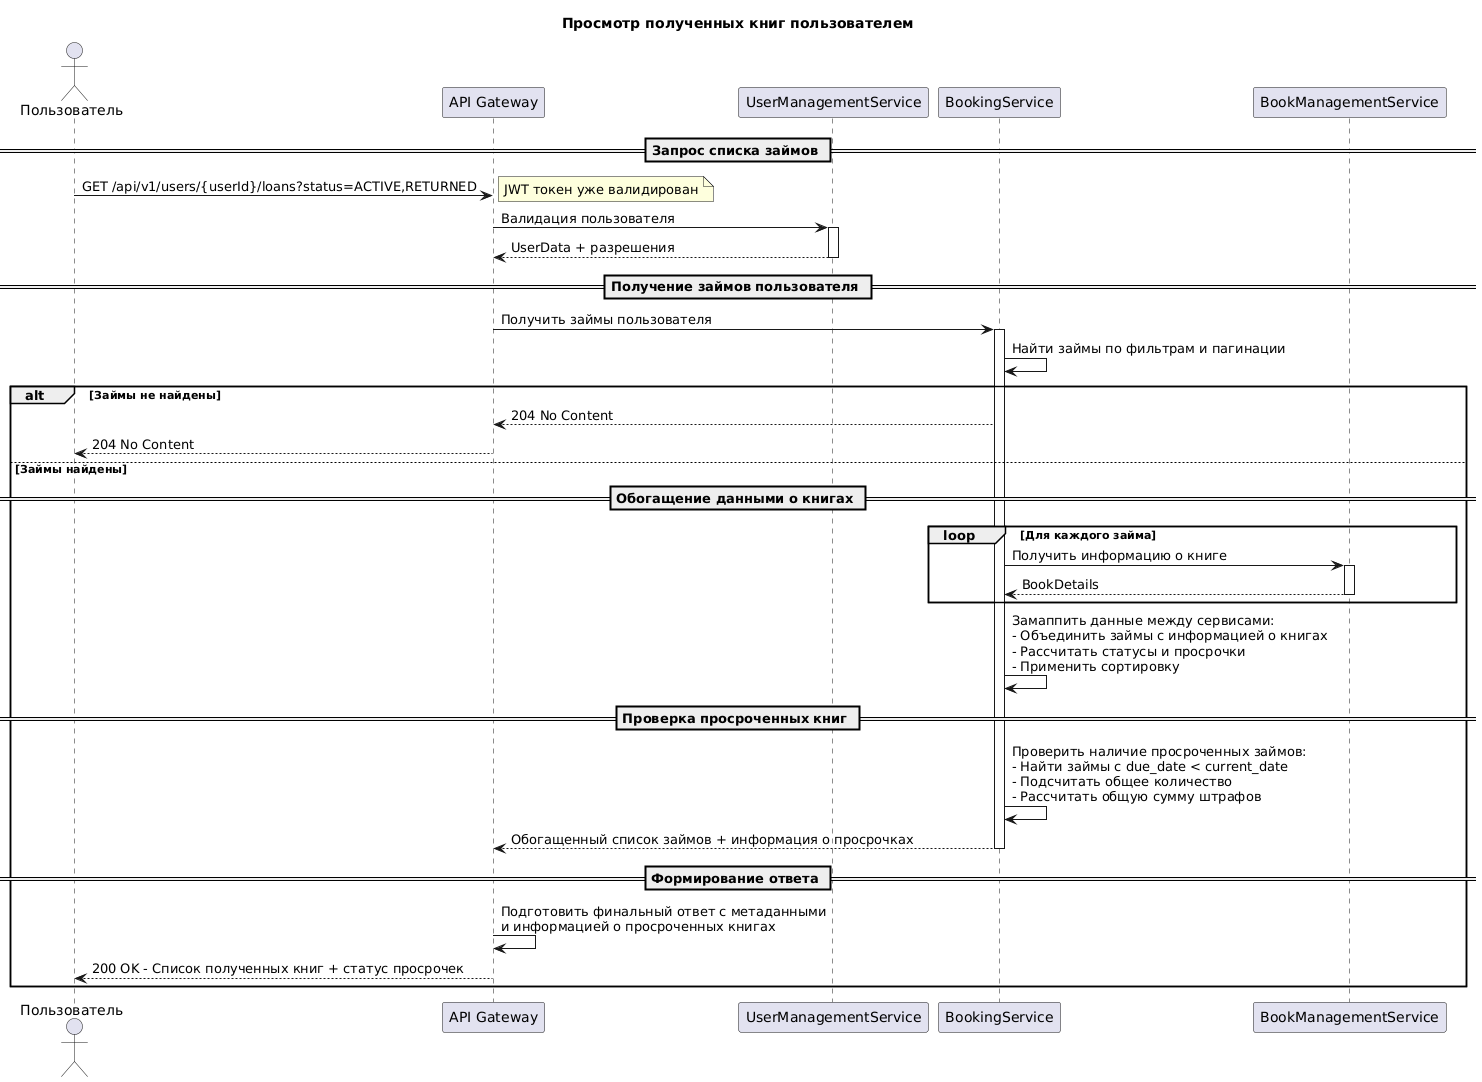 Просмотр полученных книг пользователем
Пользователь
API Gateway
UserManagementService
BookingService
BookManagementService
Запрос списка займов
GET /api/v1/users/{userId}/loans?status=ACTIVE,RETURNED
JWT токен уже валидирован
Валидация пользователя
UserData + разрешения
Получение займов пользователя
Получить займы пользователя
Найти займы по фильтрам и пагинации
alt
[Займы не найдены]
204 No Content
204 No Content
[Займы найдены]
Обогащение данными о книгах
loop
[Для каждого займа]
Получить информацию о книге
BookDetails
Замаппить данные между сервисами:
- Объединить займы с информацией о книгах
- Рассчитать статусы и просрочки
- Применить сортировку
Проверка просроченных книг
Проверить наличие просроченных займов:
- Найти займы с due_date < current_date
- Подсчитать общее количество
- Рассчитать общую сумму штрафов
Обогащенный список займов + информация о просрочках
Формирование ответа
Подготовить финальный ответ с метаданными
и информацией о просроченных книгах
200 OK - Список полученных книг + статус просрочек
Пользователь
API Gateway
UserManagementService
BookingService
BookManagementService